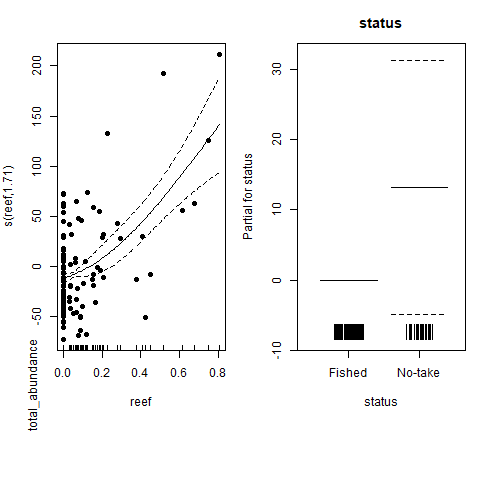 status
s(reef,1.71)
200
150
100
50
0
-50
total_abundance
0.0 0.2 0.4 0.6 0.8
reef
Partial for status
30
20
10
0
-10
Fished No-take
status